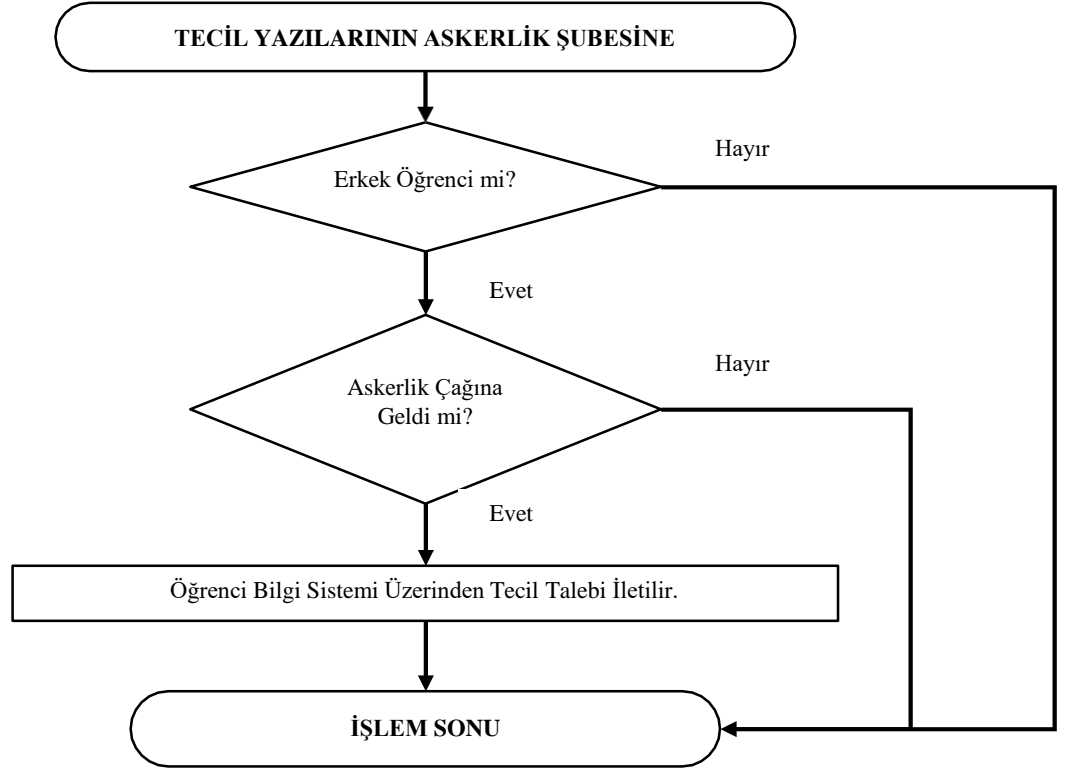 TECİL YAZILARININ ASKERLİK ŞUBESİNE
Hayır
Erkek Öğrenci mi?
Evet
Hayır
Askerlik Çağına
Geldi mi?
Evet
Öğrenci Bilgi Sistemi Üzerinden Tecil Talebi İletilir.
İŞLEM SONU